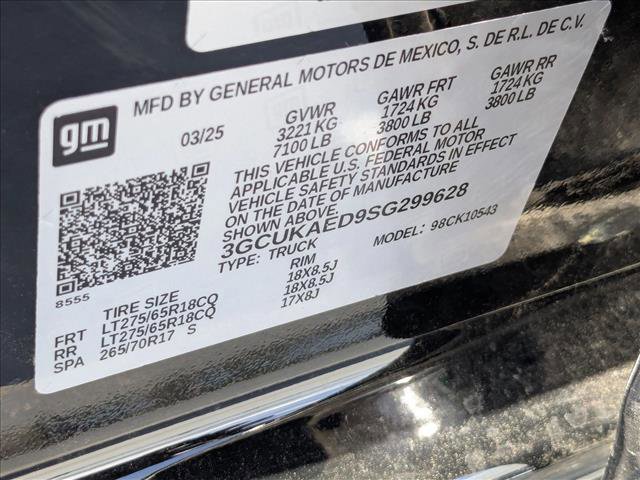 MFD BY GENERAL MOTORS DE MEXICO, S. DE R.L. DE C.V.
gm
03/25
GVWR GAWR FRT GAWR RR
3221 KG 1724 KG 1724 KG
7100 LB 3800 LB 3800 LB
THIS VEHICLE CONFORMS TO ALL
APPLICABLE U.S. FEDERAL MOTOR
VEHICLE SAFETY STANDARDS IN EFFECT
ON THE DATE OF MANUFACTURE
SHOWN ABOVE.
3GCUKAED9SG299628
TYPE: TRUCK MODEL: 98CK10543
8555
TIRE SIZE RIM
FRT LT275/65R18CQ 18X8.5J
RR LT275/65R18CQ 18X8.5J
SPA 265/70R17 S 17X8J